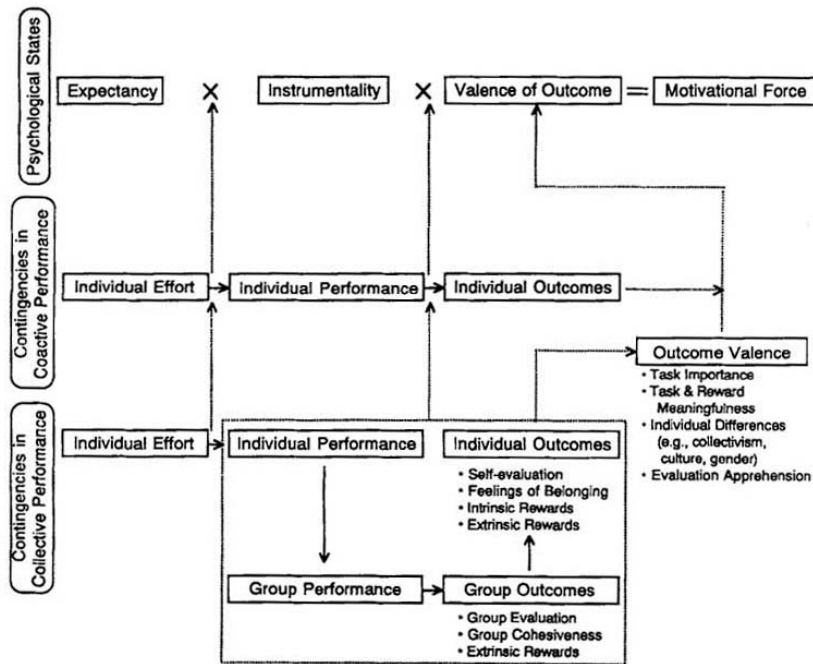 Psychological States
Expectancy × Instrumentality × Valence of Outcome = Motivational Force
Contingencies in
Coactive Performance
Individual Effort
Individual Performance
Individual Outcomes
Outcome Valence
• Task Importance
• Task & Reward
Meaningfulness
• Individual Differences
(e.g., collectivism,
culture, gender)
• Evaluation Apprehension
Contingencies in
Collective Performance
Individual Effort
Individual Performance
Individual Outcomes
• Self-evaluation
• Feelings of Belonging
• Intrinsic Rewards
• Extrinsic Rewards
Group Performance
Group Outcomes
• Group Evaluation
• Group Cohesiveness
• Extrinsic Rewards